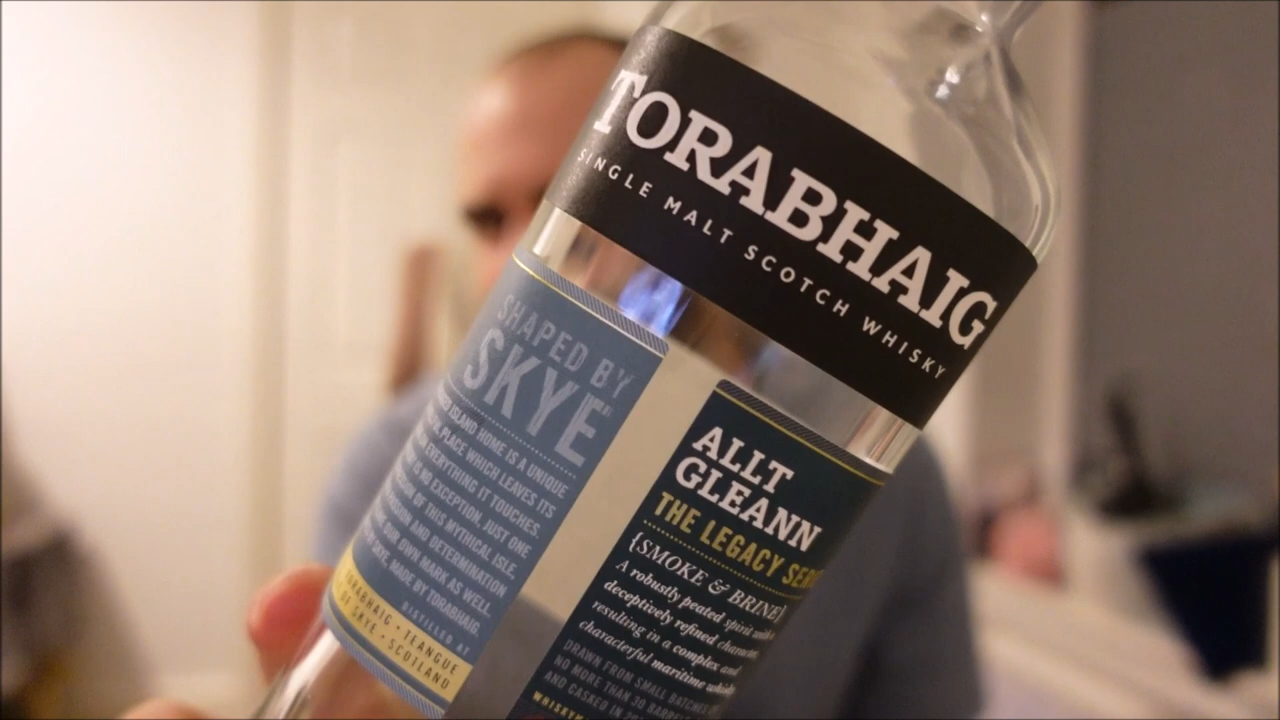 TORABHAIG
SINGLE MALT SCOTCH WHISKY
SHAPED BY
SKYE
ISLAND HOME IS A UNIQUE
PLACE WHICH LEAVES ITS
EVERYTHING IT TOUCHES.
IS NO EXCEPTION. JUST ONE
OF THIS MYTHICAL ISLE,
AND DETERMINATION
OUR OWN MARK AS WELL.
SKYE, MADE BY TORABHAIG.
DISTILLED AT
TORABHAIG • TEANGUE
SKYE • SCOTLAND
ALLT
GLEANN
THE LEGACY
{SMOKE & BRINE}
A robustly peated spirit
deceptively refined
resulting in a complex and
characterful maritime
DRAWN FROM SMALL BATCHES
NO MORE THAN 30
AND CASKED IN